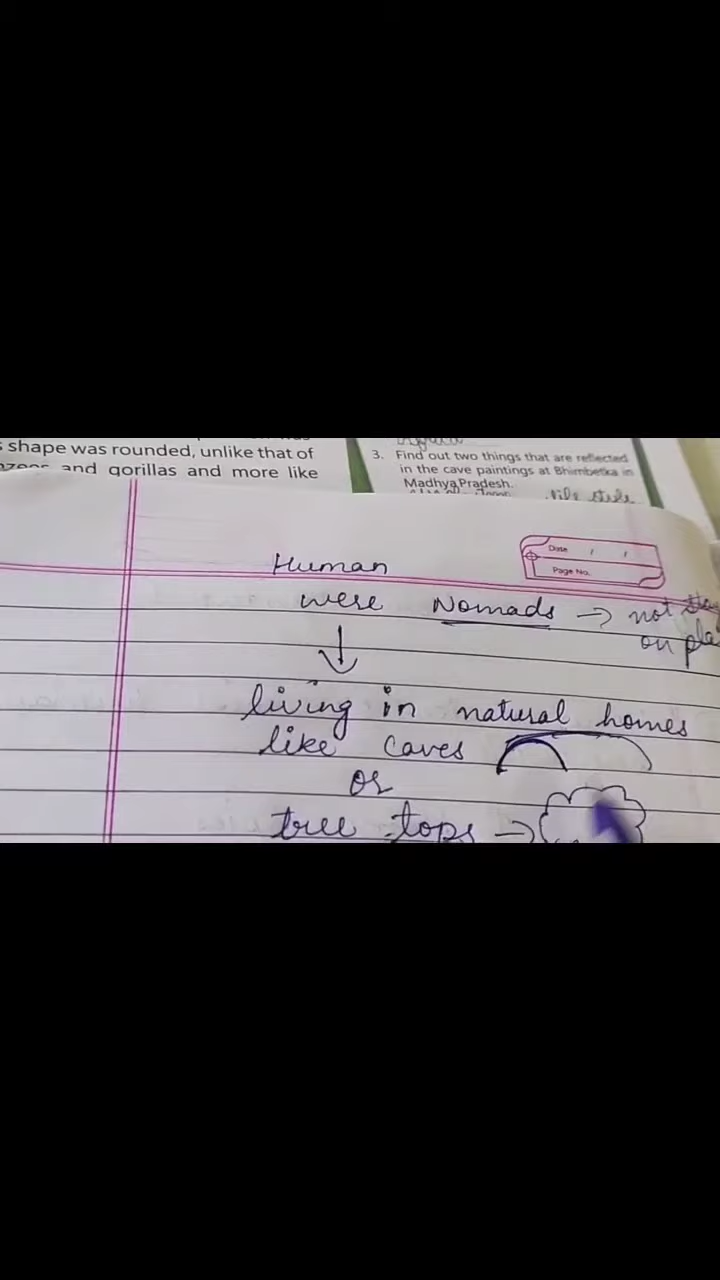 shape was rounded, unlike that of
and gorillas and more like
3. Find out two things that are reflected
in the cave paintings at Bhimbetka in
Madhya Pradesh.
Date / /
Page No.
Human
were Nomads → not
on
↓
living in natural homes
like caves
or
tree tops →